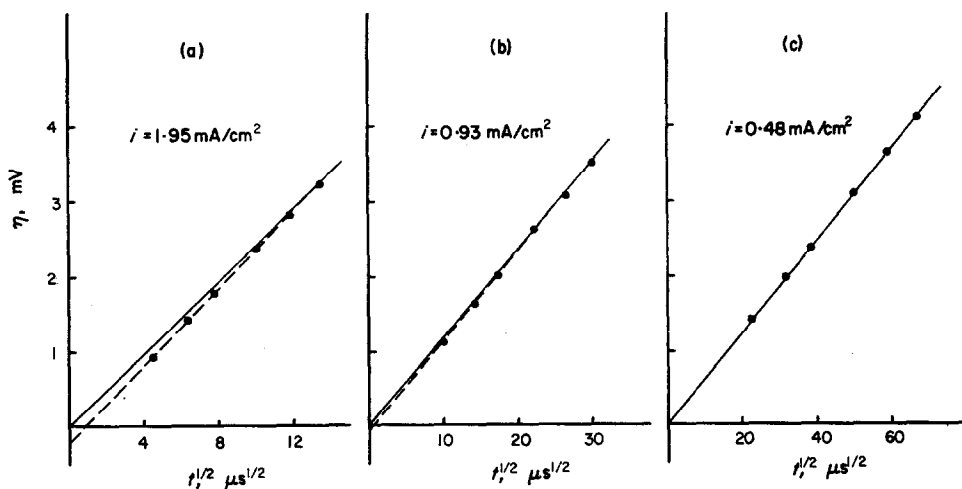 (a)
i = 1·95 mA/cm²
η, mV
4
3
2
1
4
8
12
t,^{1/2} μs^{1/2}
(b)
i = 0·93 mA/cm²
10
20
30
t,^{1/2} μs^{1/2}
(c)
i = 0·48 mA/cm²
20
40
60
t,^{1/2} μs^{1/2}